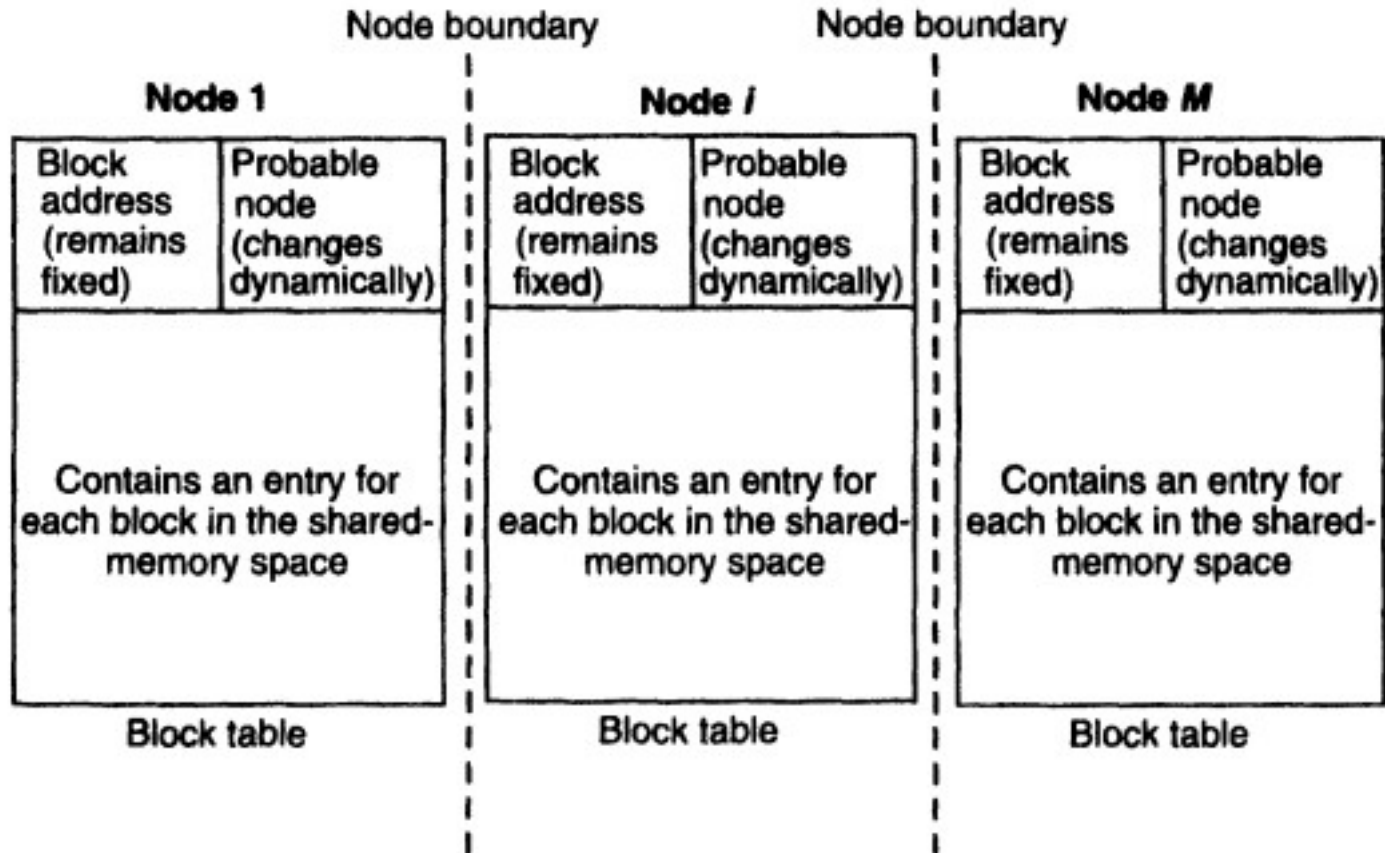 Node boundary
Node boundary
Node 1
Block
address
(remains
fixed)
Probable
node
(changes
dynamically)
Contains an entry for
each block in the shared-
memory space
Block table
Node i
Block
address
(remains
fixed)
Probable
node
(changes
dynamically)
Contains an entry for
each block in the shared-
memory space
Block table
Node M
Block
address
(remains
fixed)
Probable
node
(changes
dynamically)
Contains an entry for
each block in the shared-
memory space
Block table